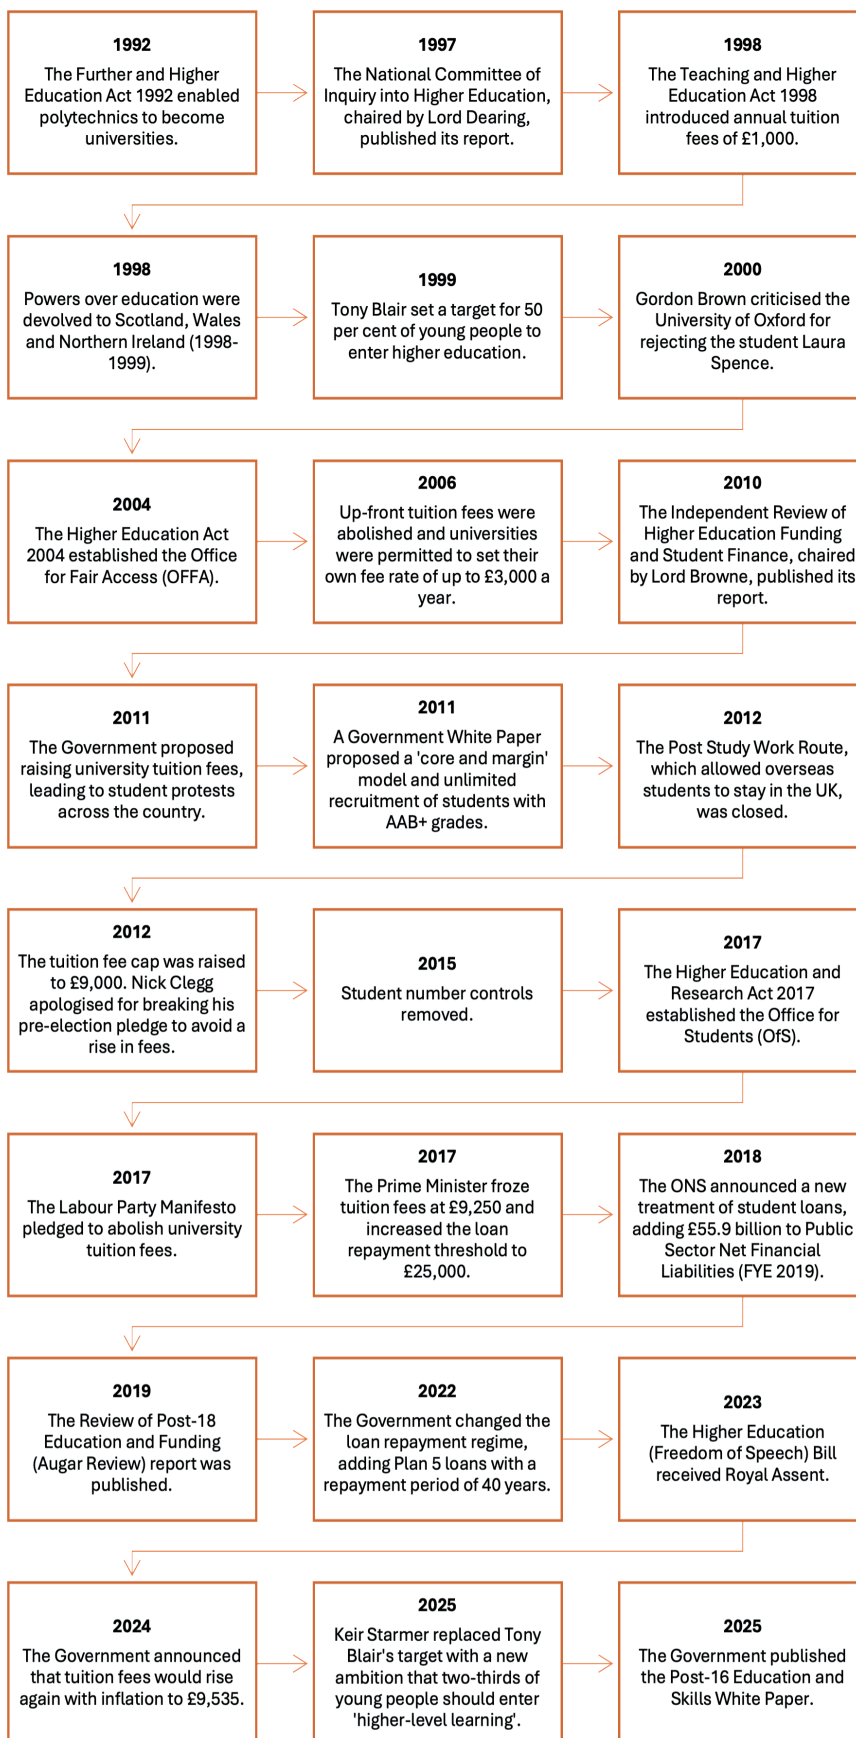 1992
The Further and Higher
Education Act 1992 enabled
polytechnics to become
universities.
1997
The National Committee of
Inquiry into Higher Education,
chaired by Lord Dearing,
published its report.
1998
The Teaching and Higher
Education Act 1998
introduced annual tuition
fees of £1,000.
1998
Powers over education were
devolved to Scotland, Wales
and Northern Ireland (1998-
1999).
1999
Tony Blair set a target for 50
per cent of young people to
enter higher education.
2000
Gordon Brown criticised the
University of Oxford for
rejecting the student Laura
Spence.
2004
The Higher Education Act
2004 established the Office
for Fair Access (OFFA).
2006
Up-front tuition fees were
abolished and universities
were permitted to set their
own fee rate of up to £3,000 a
year.
2010
The Independent Review of
Higher Education Funding
and Student Finance, chaired
by Lord Browne, published its
report.
2011
The Government proposed
raising university tuition fees,
leading to student protests
across the country.
2011
A Government White Paper
proposed a 'core and margin'
model and unlimited
recruitment of students with
AAB+ grades.
2012
The Post Study Work Route,
which allowed overseas
students to stay in the UK,
was closed.
2012
The tuition fee cap was raised
to £9,000. Nick Clegg
apologised for breaking his
pre-election pledge to avoid a
rise in fees.
2015
Student number controls
removed.
2017
The Higher Education and
Research Act 2017
established the Office for
Students (OfS).
2017
The Labour Party Manifesto
pledged to abolish university
tuition fees.
2017
The Prime Minister froze
tuition fees at £9,250 and
increased the loan
repayment threshold to
£25,000.
2018
The ONS announced a new
treatment of student loans,
adding £55.9 billion to Public
Sector Net Financial
Liabilities (FYE 2019).
2019
The Review of Post-18
Education and Funding
(Augar Review) report was
published.
2022
The Government changed the
loan repayment regime,
adding Plan 5 loans with a
repayment period of 40 years.
2023
The Higher Education
(Freedom of Speech) Bill
received Royal Assent.
2024
The Government announced
that tuition fees would rise
again with inflation to £9,535.
2025
Keir Starmer replaced Tony
Blair's target with a new
ambition that two-thirds of
young people should enter
'higher-level learning'.
2025
The Government published
the Post-16 Education and
Skills White Paper.